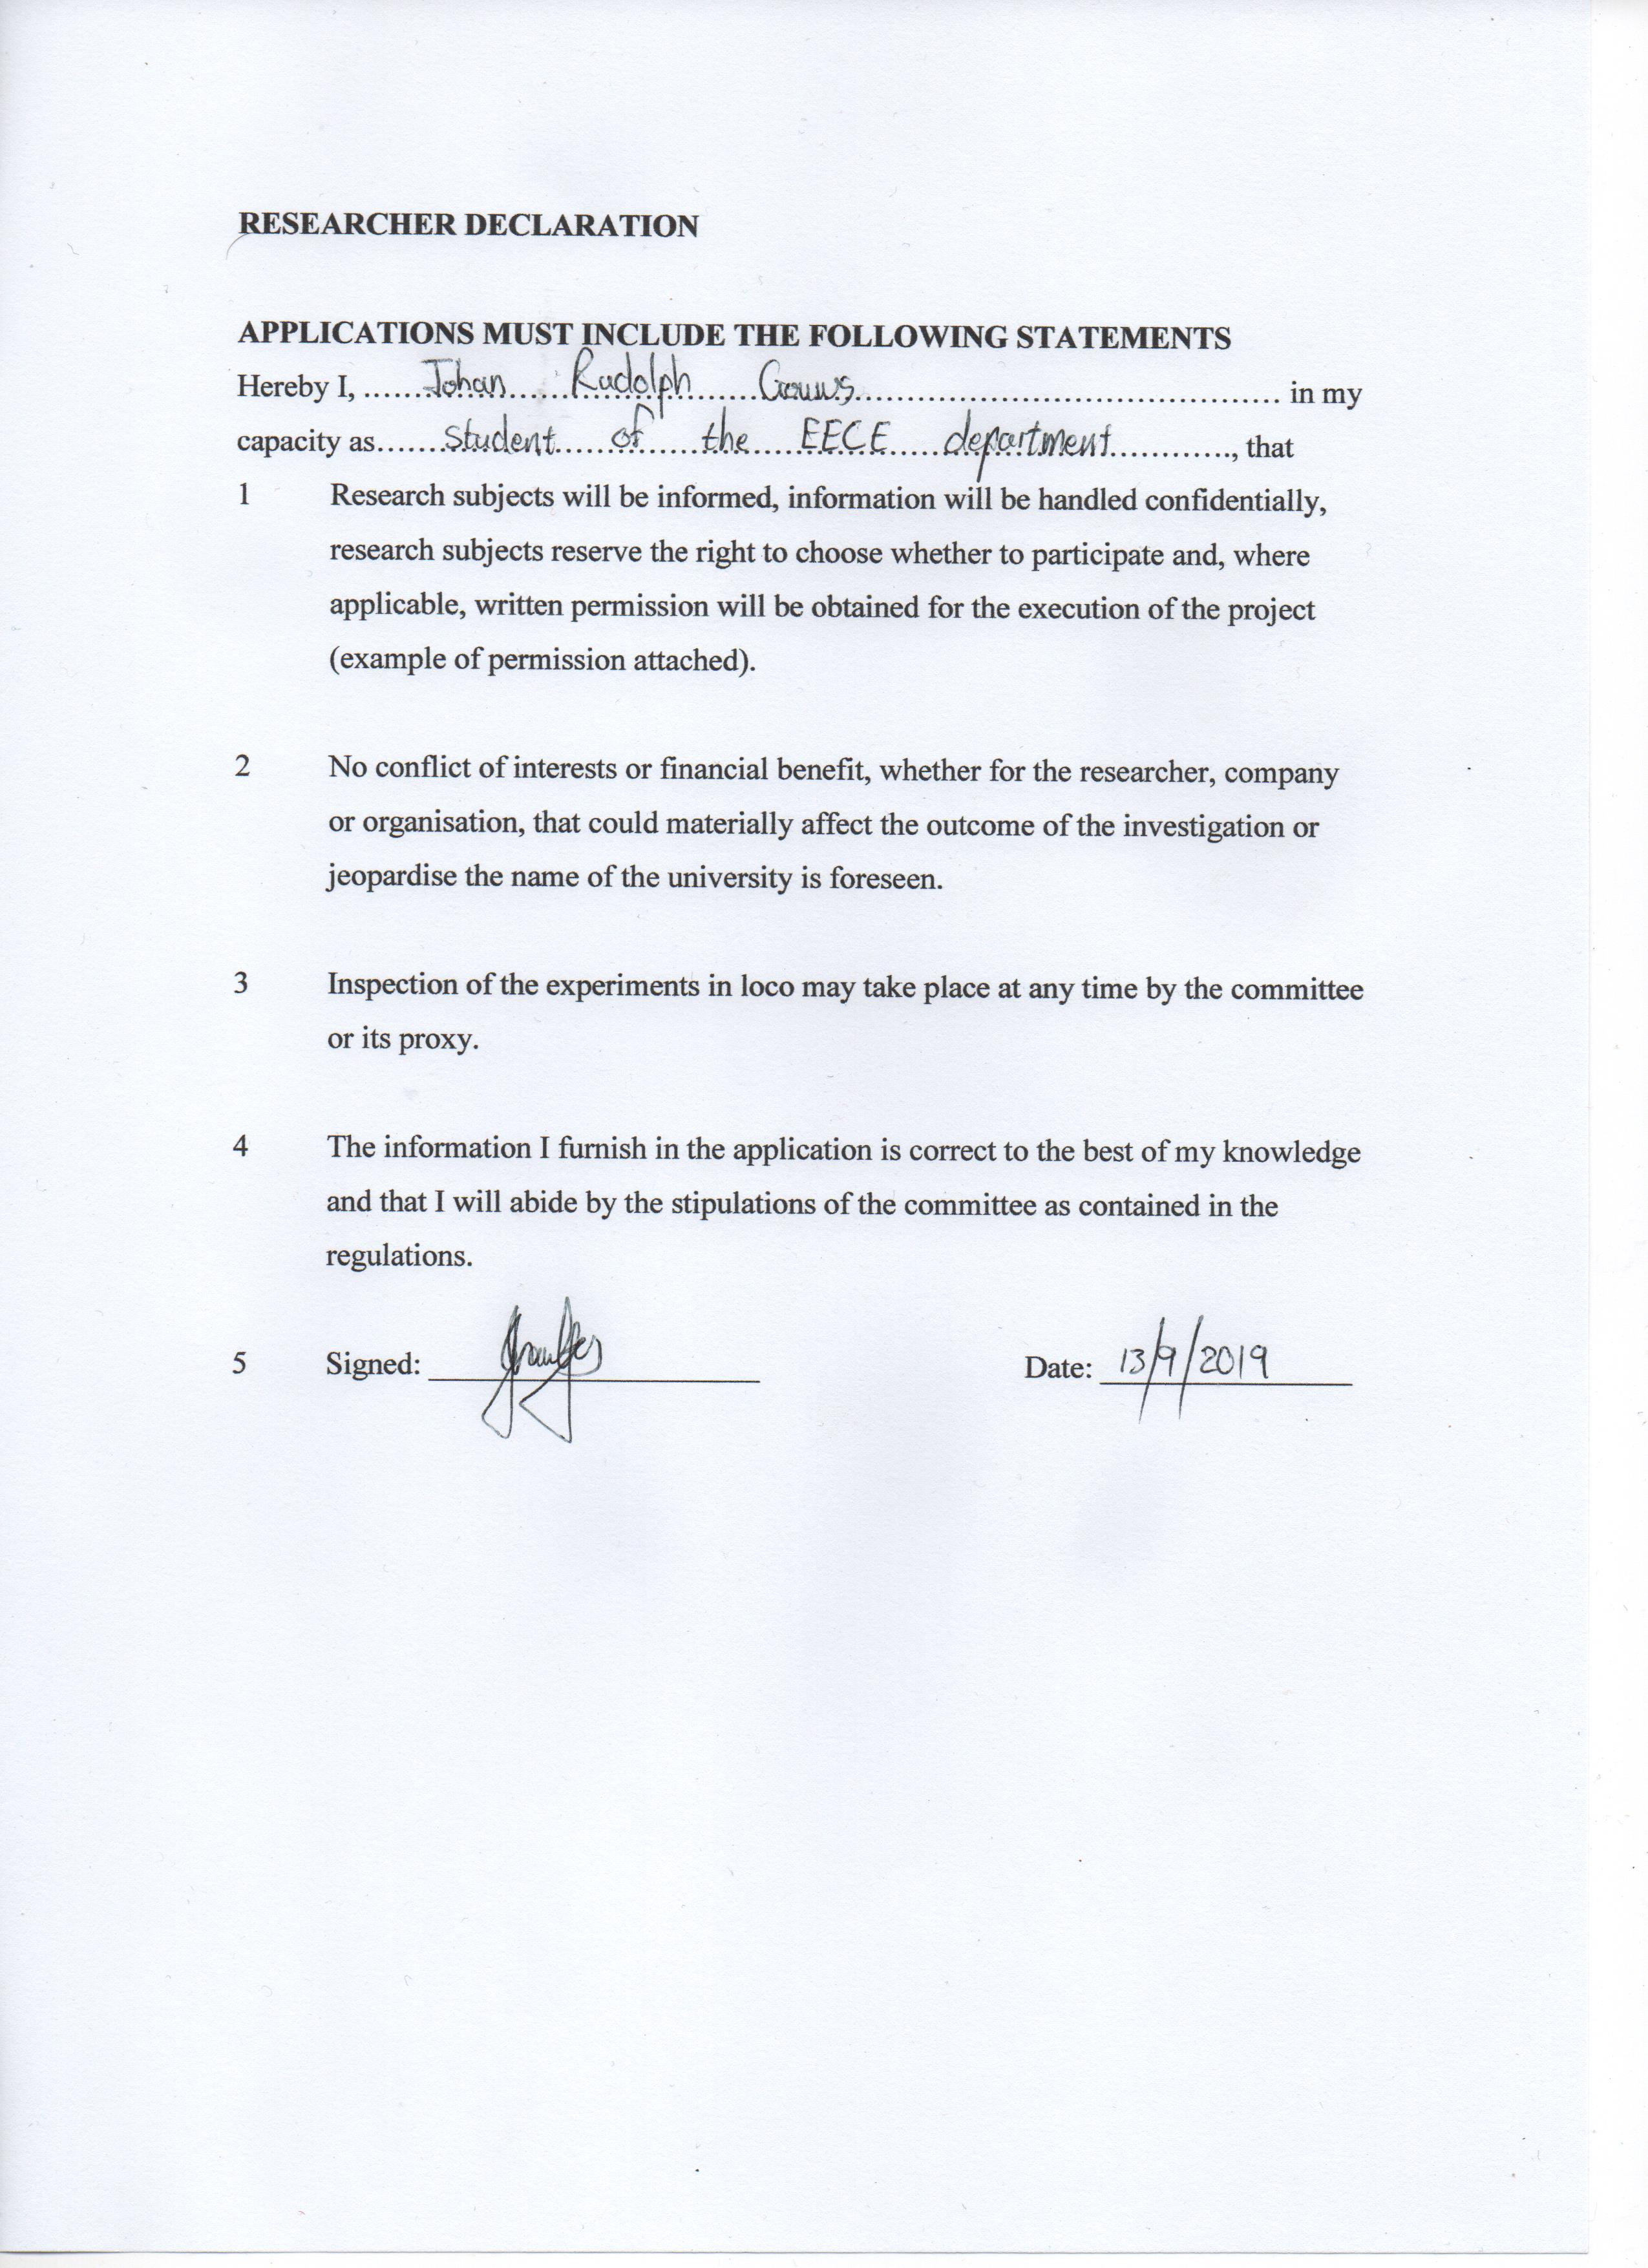 RESEARCHER DECLARATION
APPLICATIONS MUST INCLUDE THE FOLLOWING STATEMENTS
Hereby I, ......Johan......Rudolph......Gouws...................................................... in my
capacity as.......student.....of.....the.....EECE.....department............, that
1 Research subjects will be informed, information will be handled confidentially,
research subjects reserve the right to choose whether to participate and, where
applicable, written permission will be obtained for the execution of the project
(example of permission attached).
2 No conflict of interests or financial benefit, whether for the researcher, company
or organisation, that could materially affect the outcome of the investigation or
jeopardise the name of the university is foreseen.
3 Inspection of the experiments in loco may take place at any time by the committee
or its proxy.
4 The information I furnish in the application is correct to the best of my knowledge
and that I will abide by the stipulations of the committee as contained in the
regulations.
5 Signed: Date: 13/9/2019